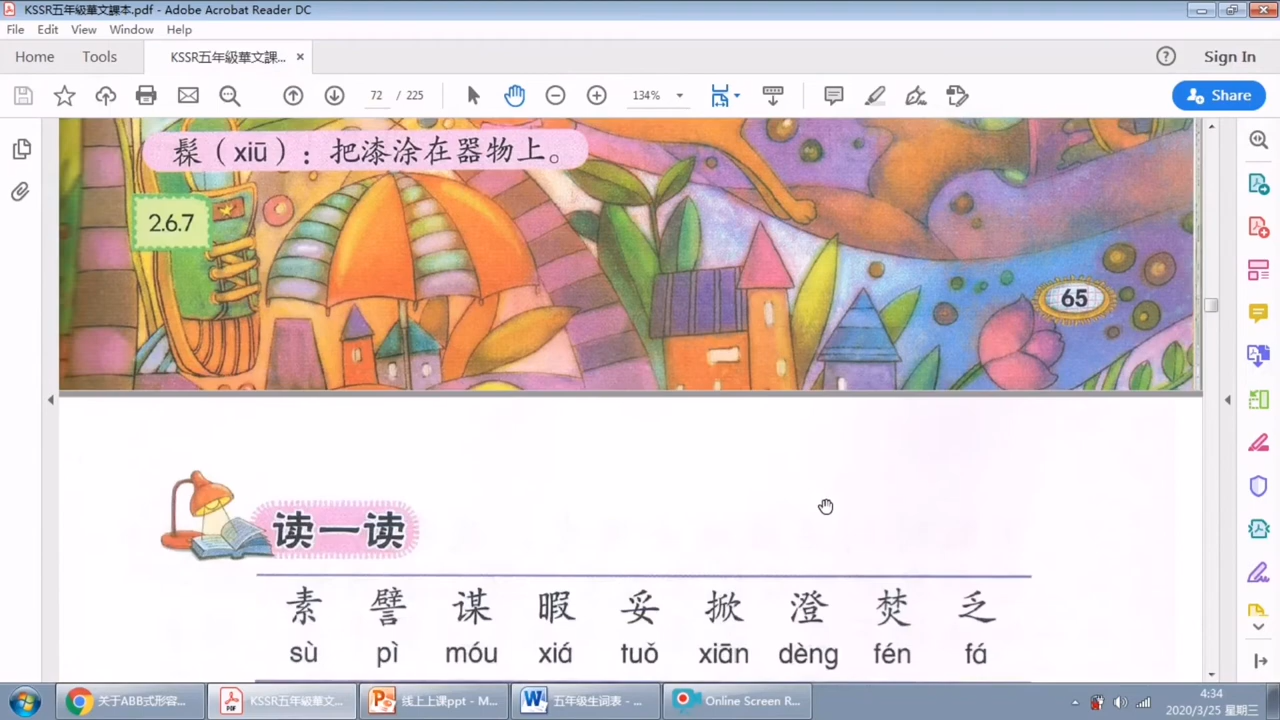 KSSR五年級華文課本.pdf - Adobe Acrobat Reader DC
File Edit View Window Help
Home Tools KSSR五年級華文課... × Sign In
72 / 225 134% Share
髹（xiū）：把漆涂在器物上。
2.6.7
65
读一读
素 譬 谋 暇 妥 掀 澄 焚 乏
sù pì móu xiá tuǒ xiān dèng fén fá
关于ABB式形容... KSSR五年級華文... 线上上课ppt - M... 五年级生词表 - ... Online Screen R...
4:34
2020/3/25 星期三